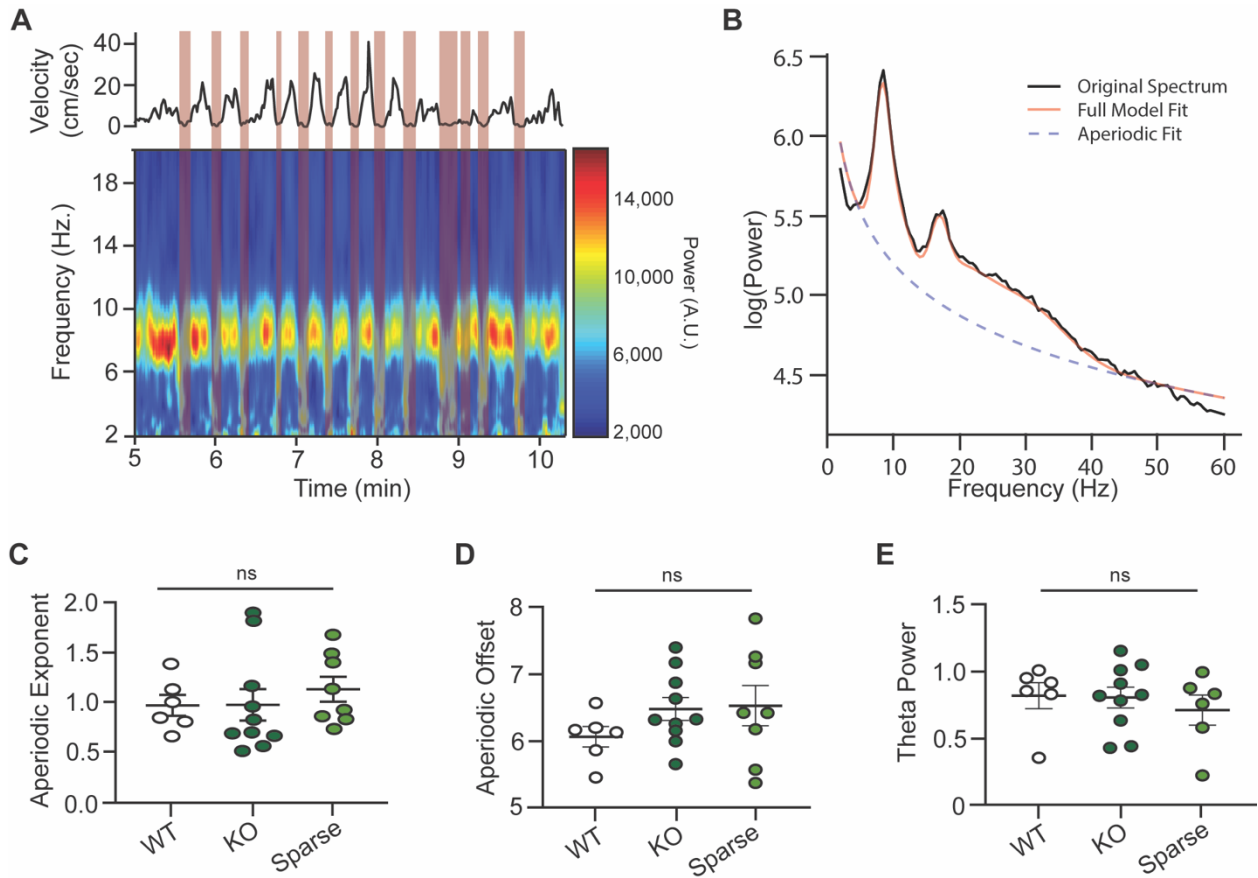 A
Velocity
(cm/sec)
40
20
0
Frequency (Hz.)
18
14
10
6
2
5 6 7 8 9 10
Time (min)
14,000
10,000
6,000
2,000
Power (A.U.)
B
log(Power)
6.5
6.0
5.5
5.0
4.5
Original Spectrum
Full Model Fit
Aperiodic Fit
0 10 20 30 40 50 60
Frequency (Hz)
C
ns
Aperiodic Exponent
2.0
1.5
1.0
0.5
0.0
WT KO Sparse
D
ns
Aperiodic Offset
8
7
6
5
WT KO Sparse
E
ns
Theta Power
1.5
1.0
0.5
0
WT KO Sparse